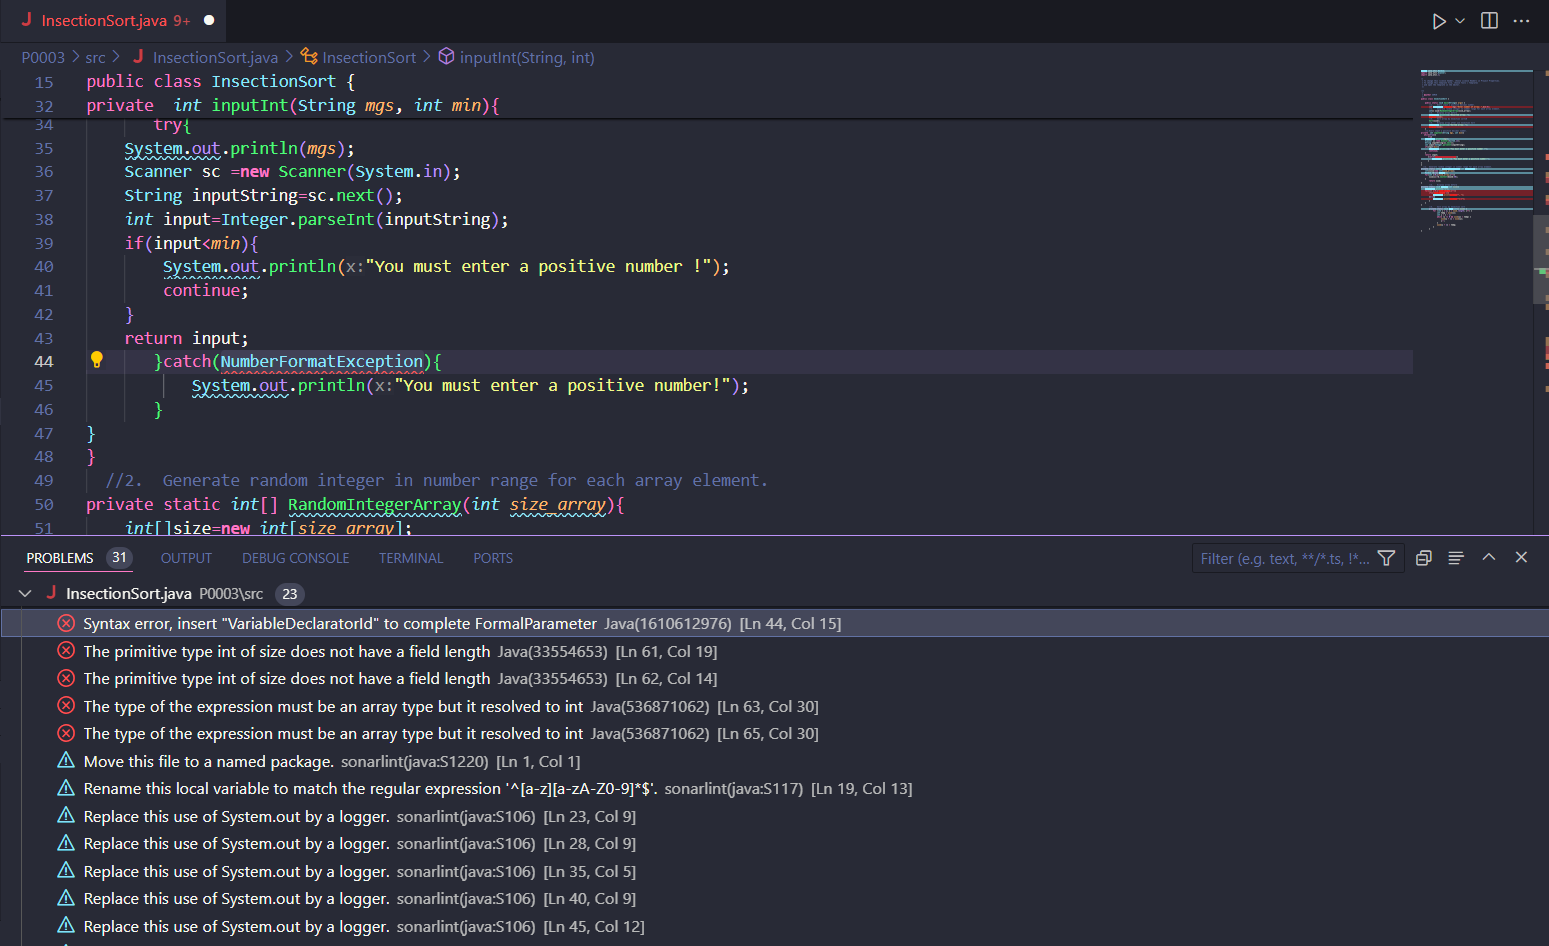 J InsectionSort.java 9+
P0003 > src > J InsectionSort.java > InsectionSort > inputInt(String, int)
15 public class InsectionSort {
32 private  int inputInt(String mgs, int min){
34 try{
35 System.out.println(mgs);
36 Scanner sc =new Scanner(System.in);
37 String inputString=sc.next();
38 int input=Integer.parseInt(inputString);
39 if(input<min){
40 System.out.println(x:"You must enter a positive number !");
41 continue;
42 }
43 return input;
44 }catch(NumberFormatException){
45 System.out.println(x:"You must enter a positive number!");
46 }
47 }
48 }
49 //2.  Generate random integer in number range for each array element.
50 private static int[] RandomIntegerArray(int size_array){
51 int[]size=new int[size_array];
PROBLEMS 31 OUTPUT DEBUG CONSOLE TERMINAL PORTS Filter (e.g. text, **/*.ts, !*...
J InsectionSort.java P0003\src 23
Syntax error, insert "VariableDeclaratorId" to complete FormalParameter Java(1610612976) [Ln 44, Col 15]
The primitive type int of size does not have a field length Java(33554653) [Ln 61, Col 19]
The primitive type int of size does not have a field length Java(33554653) [Ln 62, Col 14]
The type of the expression must be an array type but it resolved to int Java(536871062) [Ln 63, Col 30]
The type of the expression must be an array type but it resolved to int Java(536871062) [Ln 65, Col 30]
Move this file to a named package. sonarlint(java:S1220) [Ln 1, Col 1]
Rename this local variable to match the regular expression '^[a-z][a-zA-Z0-9]*$'. sonarlint(java:S117) [Ln 19, Col 13]
Replace this use of System.out by a logger. sonarlint(java:S106) [Ln 23, Col 9]
Replace this use of System.out by a logger. sonarlint(java:S106) [Ln 28, Col 9]
Replace this use of System.out by a logger. sonarlint(java:S106) [Ln 35, Col 5]
Replace this use of System.out by a logger. sonarlint(java:S106) [Ln 40, Col 9]
Replace this use of System.out by a logger. sonarlint(java:S106) [Ln 45, Col 12]